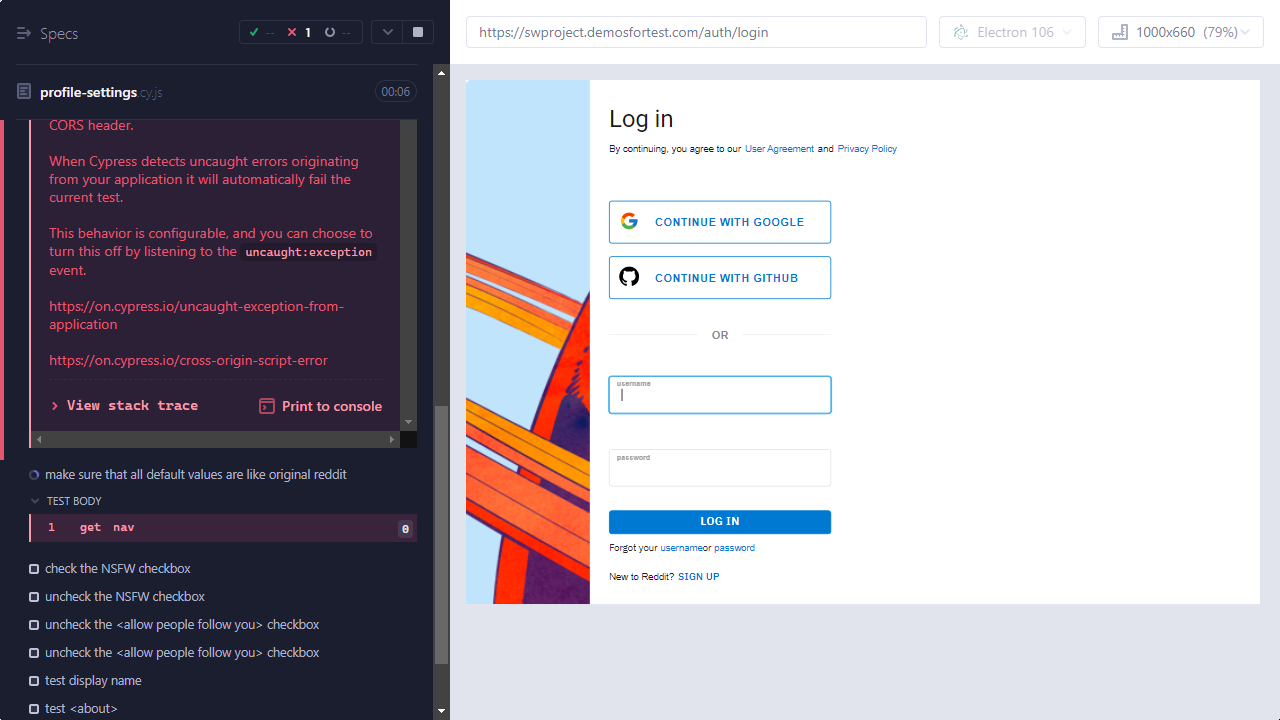 Specs
-- 1 --
https://swproject.demosfortest.com/auth/login
Electron 106
1000x660 (79%)
profile-settings.cy.js
00:06
CORS header.
When Cypress detects uncaught errors originating
from your application it will automatically fail the
current test.
This behavior is configurable, and you can choose to
turn this off by listening to the uncaught:exception
event.
https://on.cypress.io/uncaught-exception-from-
application
https://on.cypress.io/cross-origin-script-error
View stack trace
Print to console
make sure that all default values are like original reddit
TEST BODY
1 get nav 0
check the NSFW checkbox
uncheck the NSFW checkbox
uncheck the <allow people follow you> checkbox
uncheck the <allow people follow you> checkbox
test display name
test <about>
Log in
By continuing, you agree to our User Agreement and Privacy Policy
CONTINUE WITH GOOGLE
CONTINUE WITH GITHUB
OR
username
password
LOG IN
Forgot your usernameor password
New to Reddit? SIGN UP